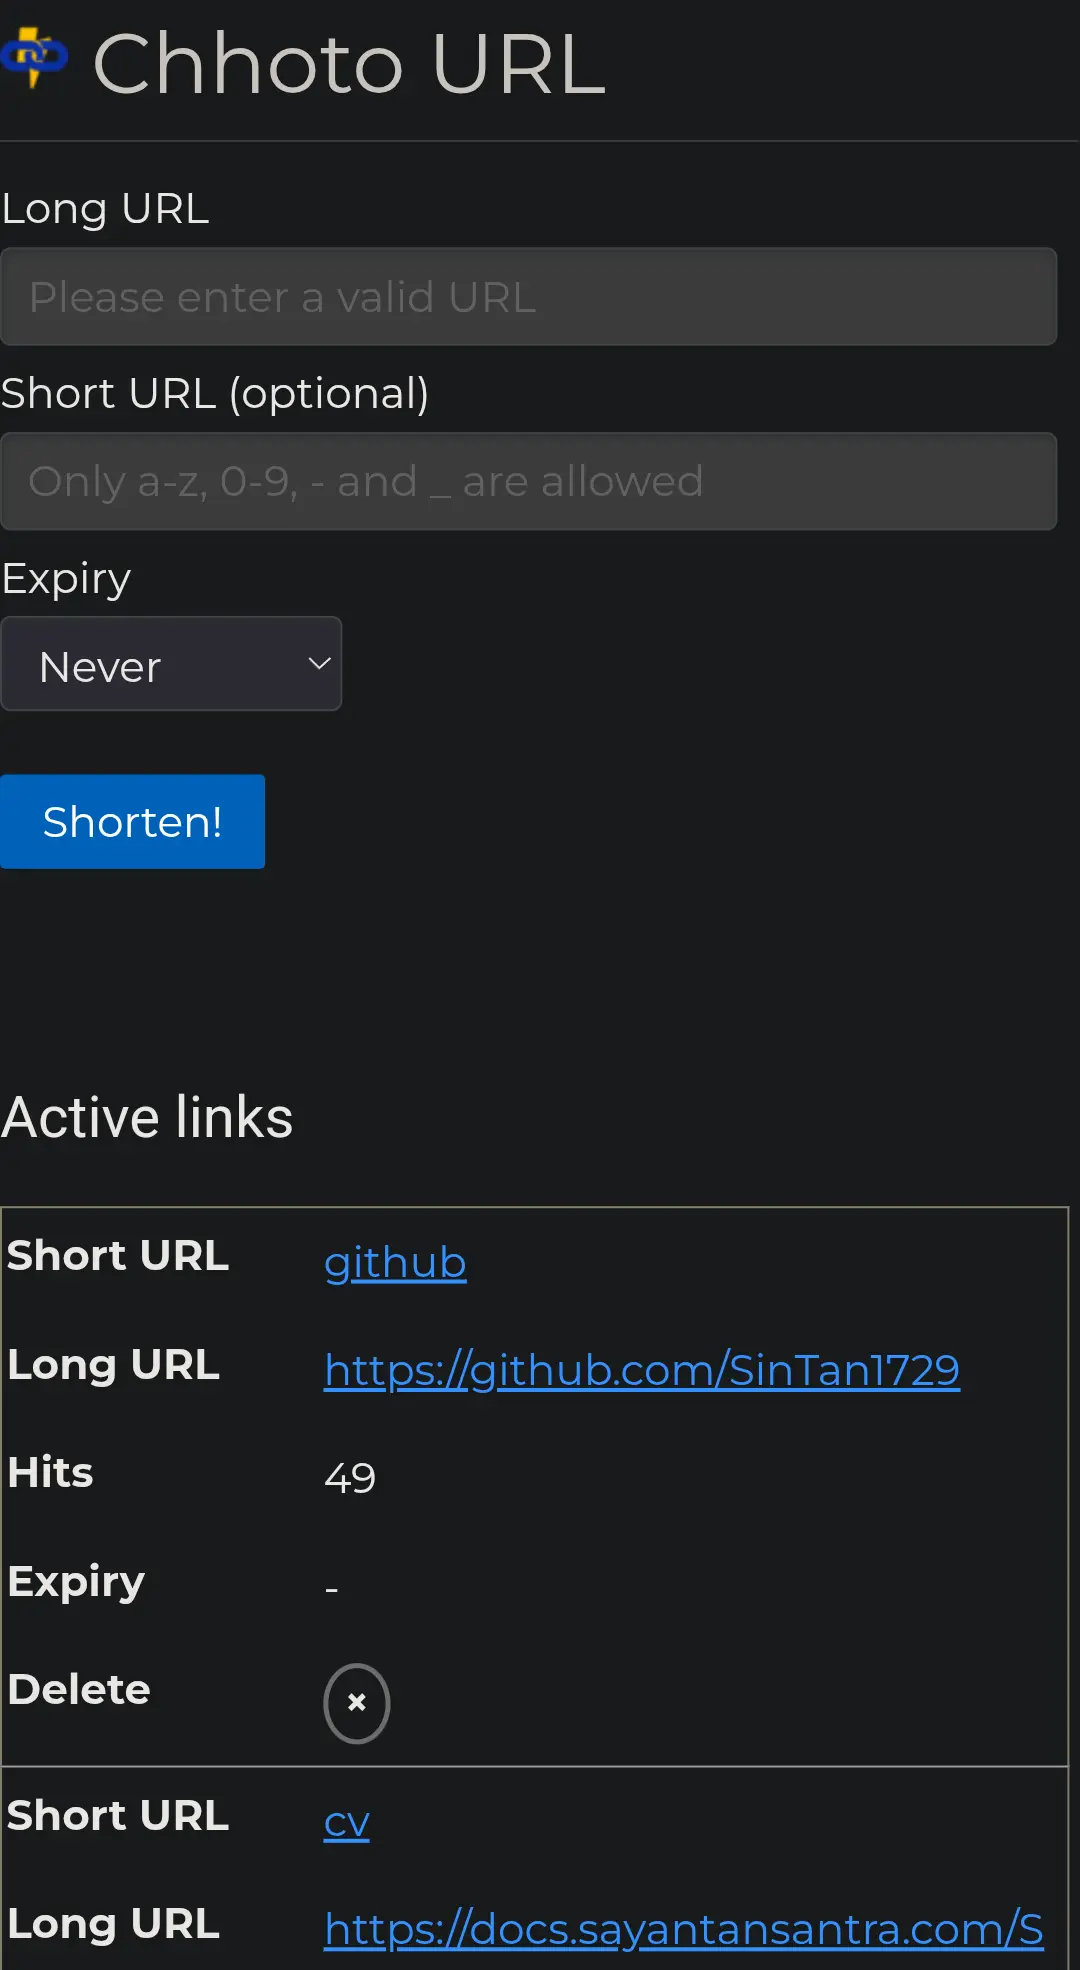 Chhoto URL
Long URL
Please enter a valid URL
Short URL (optional)
Only a-z, 0-9, - and _ are allowed
Expiry
Never
Shorten!
Active links
Short URL github
Long URL https://github.com/SinTan1729
Hits 49
Expiry -
Delete ×
Short URL cv
Long URL https://docs.sayantansantra.com/S